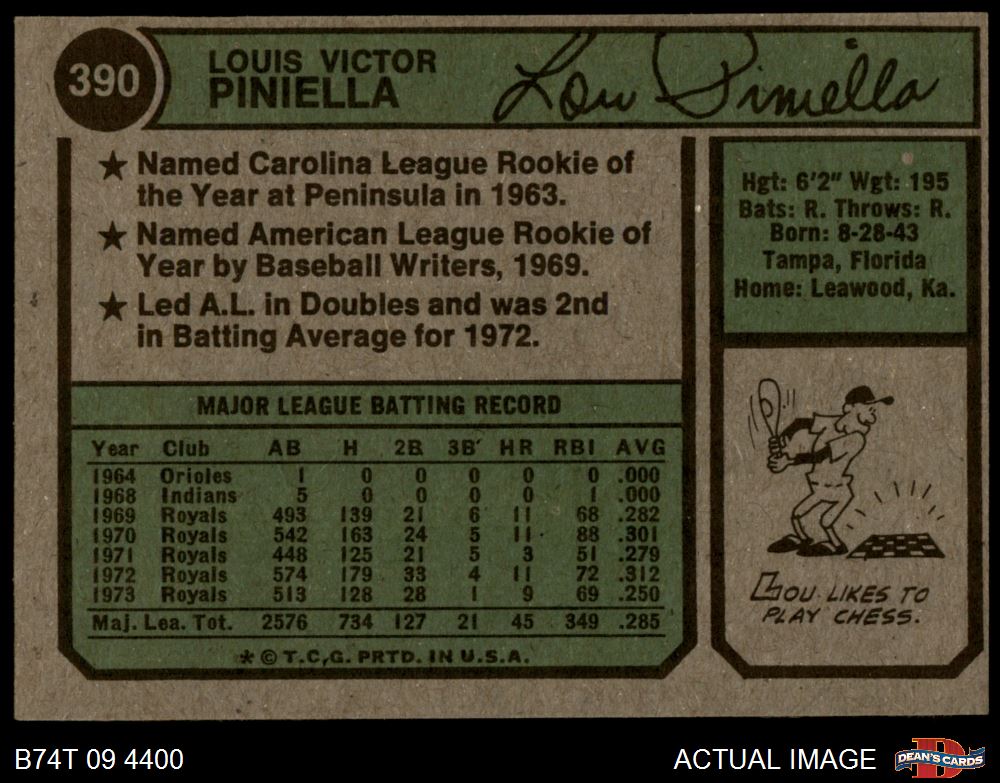 390
LOUIS VICTOR
PINIELLA
Lou Piniella
★ Named Carolina League Rookie of
the Year at Peninsula in 1963.
★ Named American League Rookie of
Year by Baseball Writers, 1969.
★ Led A.L. in Doubles and was 2nd
in Batting Average for 1972.
Hgt: 6'2" Wgt: 195
Bats: R. Throws: R.
Born: 8-28-43
Tampa, Florida
Home: Leawood, Ka.
MAJOR LEAGUE BATTING RECORD
Year Club AB H 2B 3B HR RBI AVG
1964 Orioles 1 0 0 0 0 0 .000
1968 Indians 5 0 0 0 0 1 .000
1969 Royals 493 139 21 6 11 68 .282
1970 Royals 542 163 24 5 11 88 .301
1971 Royals 448 125 21 5 3 51 .279
1972 Royals 574 179 33 4 11 72 .312
1973 Royals 513 128 28 1 9 69 .250
Maj. Lea. Tot. 2576 734 127 21 45 349 .285
* © T.C.G. PRTD. IN U.S.A.
LOU LIKES TO
PLAY CHESS.
B74T 09 4400
ACTUAL IMAGE
D
DEAN'S CARDS